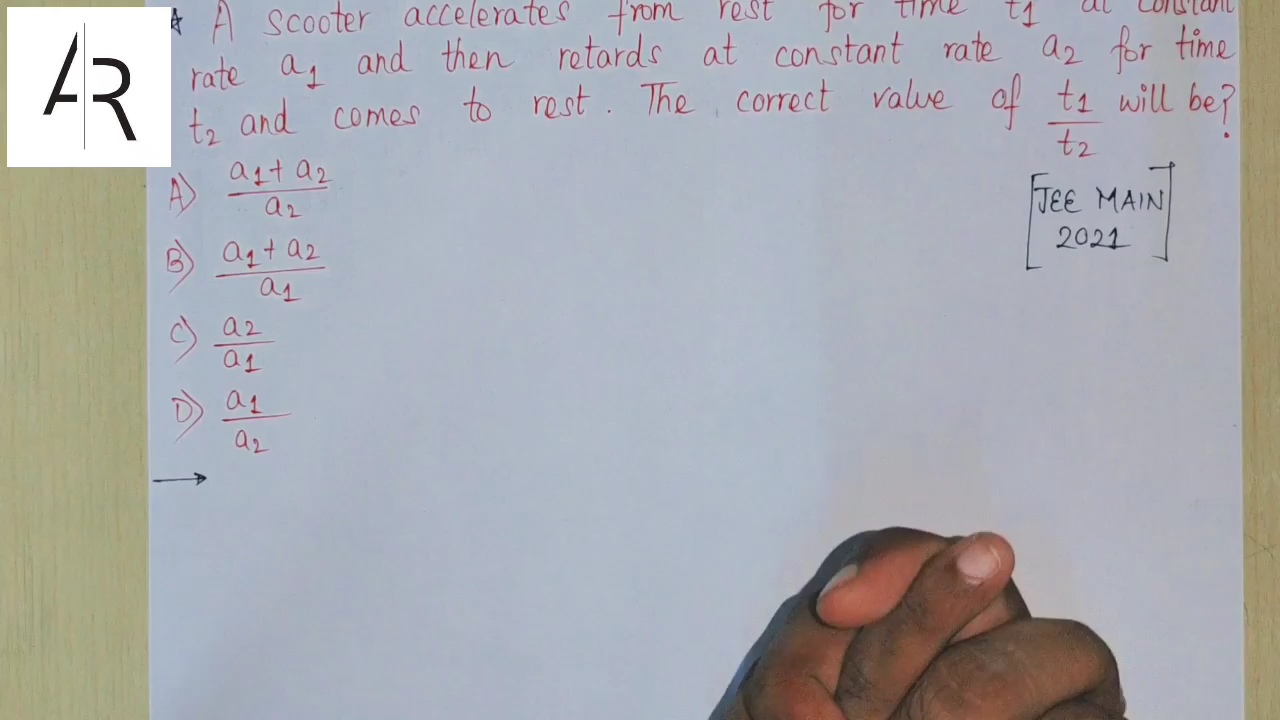 A scooter accelerates from rest for time t1 at constant
rate a1 and then retards at constant rate a2 for time
t2 and comes to rest. The correct value of t1/t2 will be?
A) a1 + a2 / a2
B) a1 + a2 / a1
C) a2 / a1
D) a1 / a2
[JEE MAIN
2021]
AR